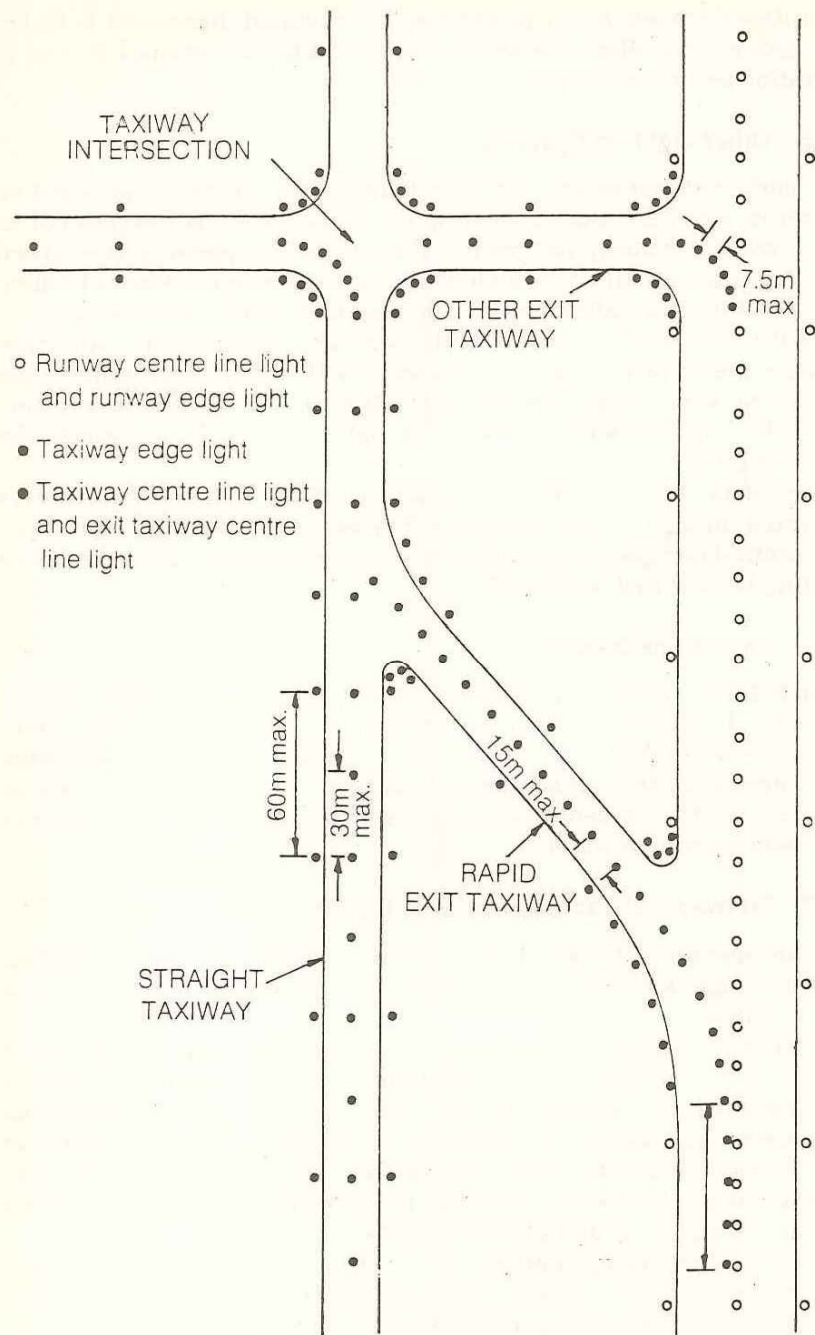 TAXIWAY
INTERSECTION
7.5m
max
OTHER EXIT
TAXIWAY
o Runway centre line light
and runway edge light
● Taxiway edge light
● Taxiway centre line light
and exit taxiway centre
line light
60m max.
30m
max.
15m max.
RAPID
EXIT TAXIWAY
STRAIGHT
TAXIWAY